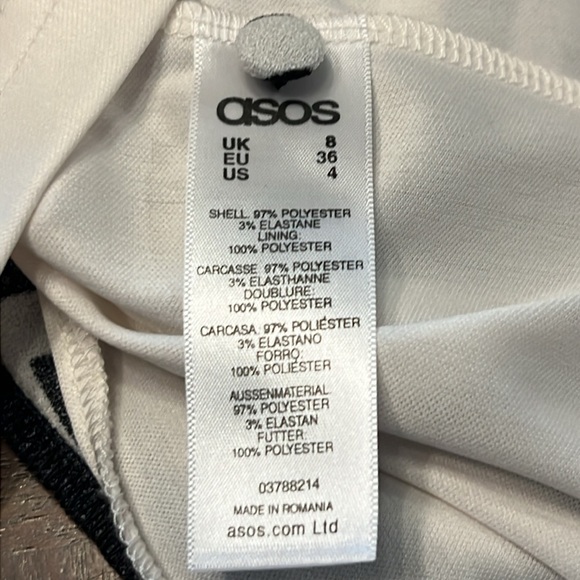 asos
UK 8
EU 36
US 4
SHELL: 97% POLYESTER
3% ELASTANE
LINING:
100% POLYESTER
CARCASSE: 97% POLYESTER
3% ELASTHANNE
DOUBLURE:
100% POLYESTER
CARCASA: 97% POLIÉSTER
3% ELASTANO
FORRO:
100% POLIÉSTER
AUSSENMATERIAL:
97% POLYESTER
3% ELASTAN
FUTTER:
100% POLYESTER
03788214
MADE IN ROMANIA
asos.com Ltd